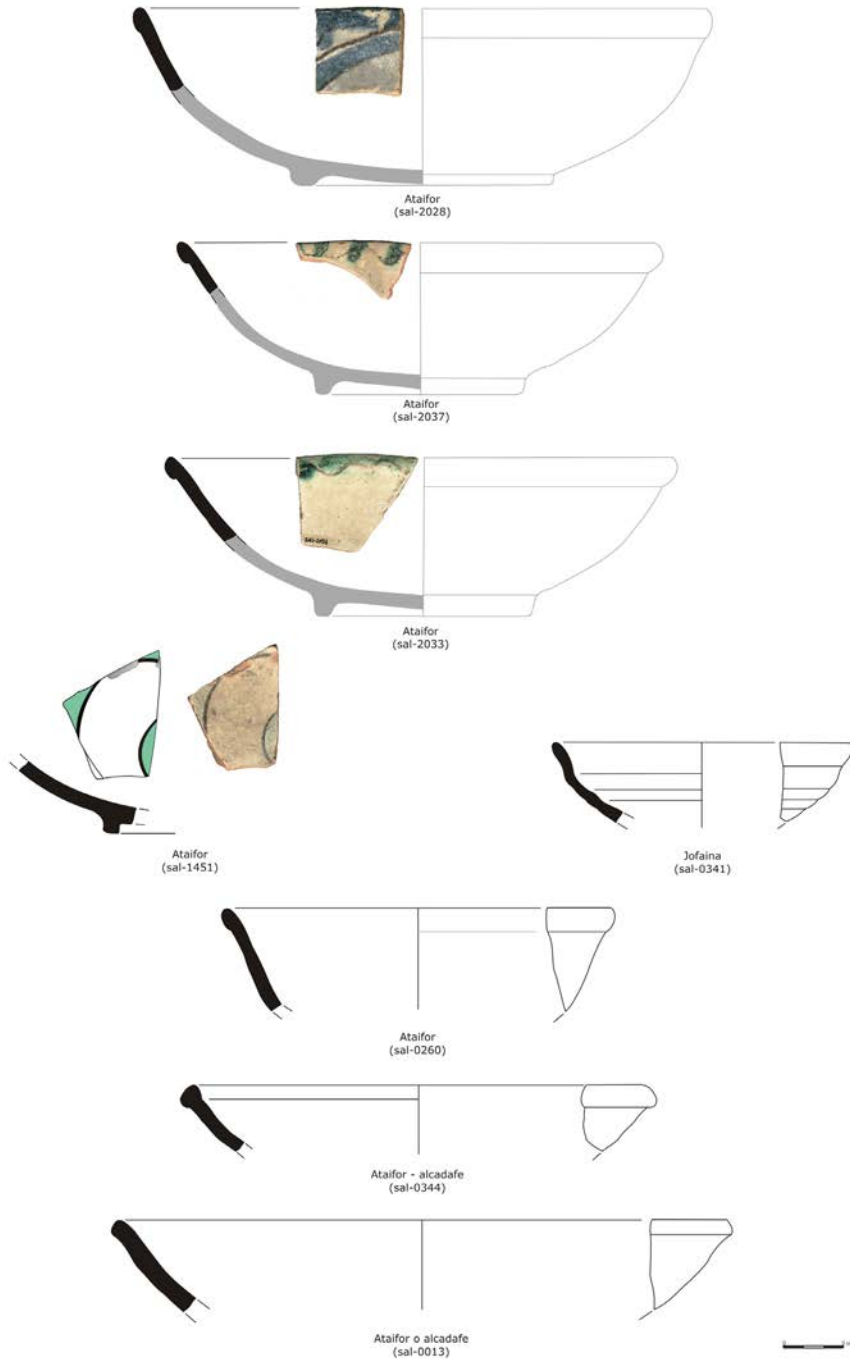 Ataifor
(sal-2028)
Ataifor
(sal-2037)
Ataifor
(sal-2033)
Ataifor
(sal-1451)
Jofaina
(sal-0341)
Ataifor
(sal-0260)
Ataifor - alcadafe
(sal-0344)
Ataifor o alcadafe
(sal-0013)
0